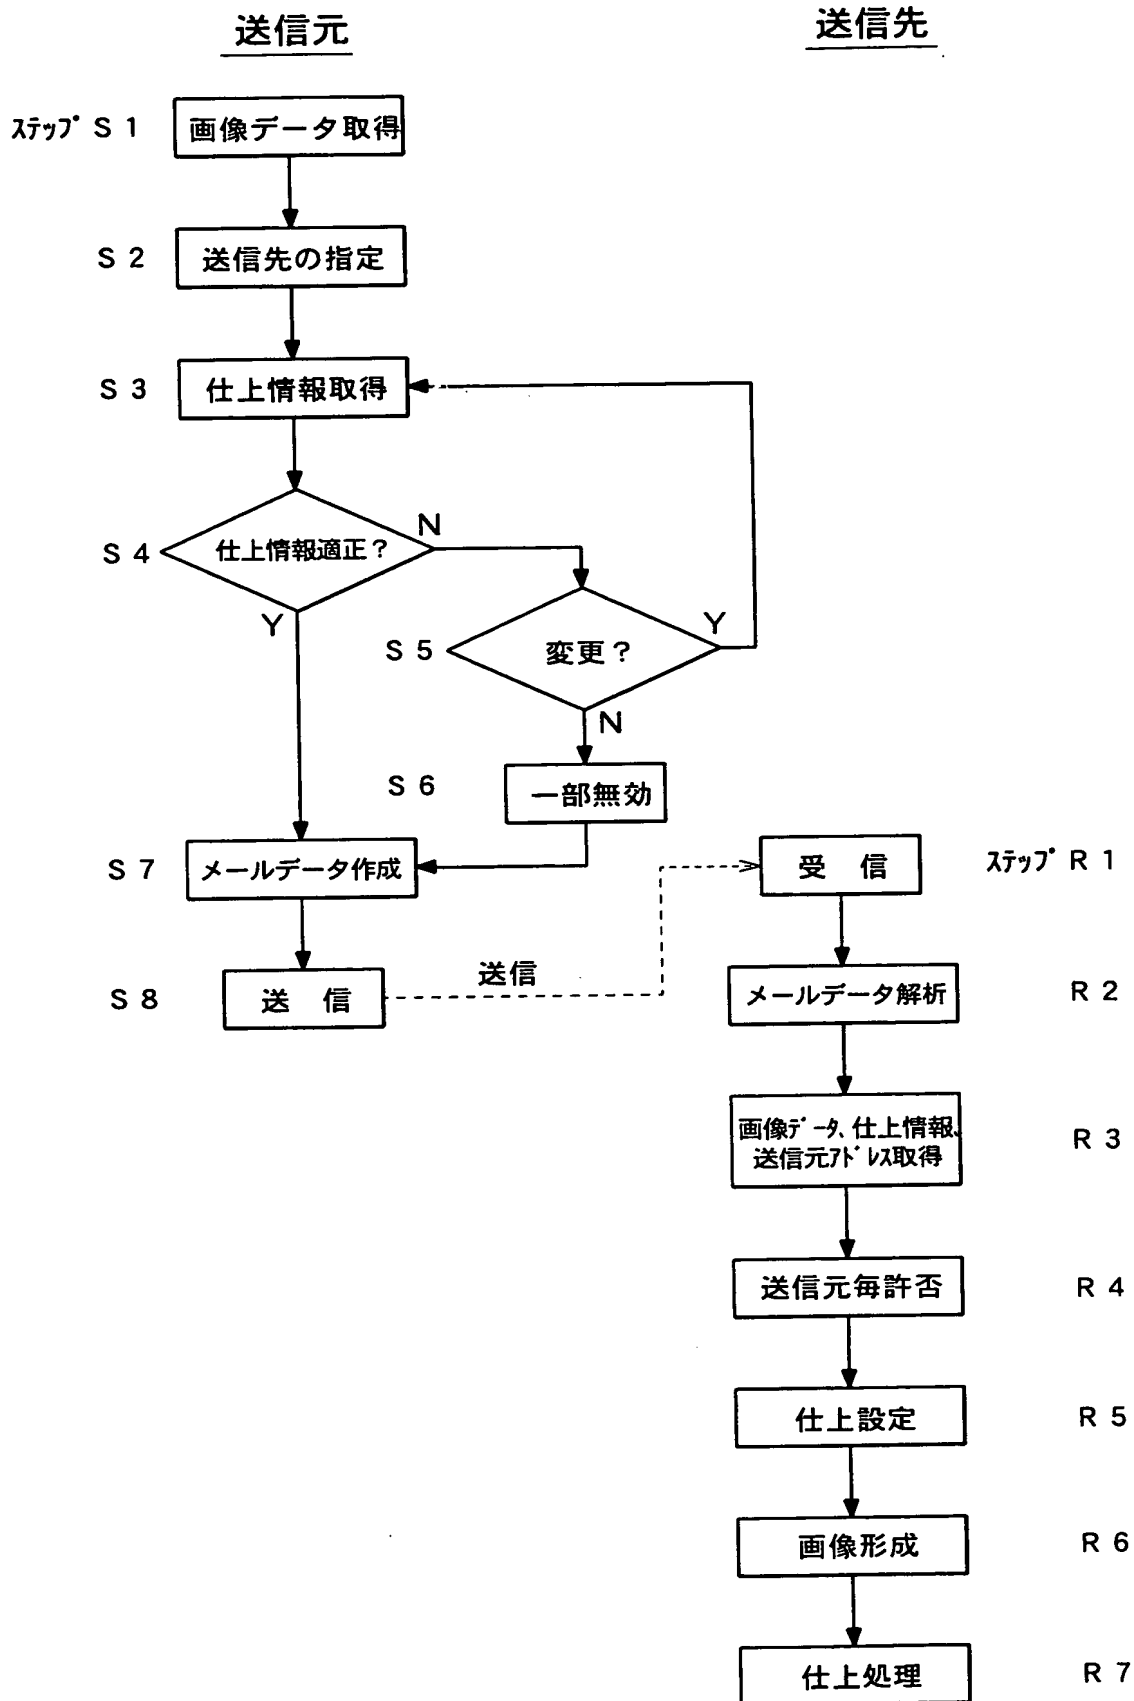 送信元
送信先
ステップ S 1
画像データ取得
S 2
送信先の指定
S 3
仕上情報取得
S 4
仕上情報適正？
N
Y
S 5
変更？
Y
N
S 6
一部無効
S 7
メールデータ作成
S 8
送 信
送信
受 信
ステップ R 1
メールデータ解析
R 2
画像データ、仕上情報、
送信元アドレス取得
R 3
送信元毎許否
R 4
仕上設定
R 5
画像形成
R 6
仕上処理
R 7